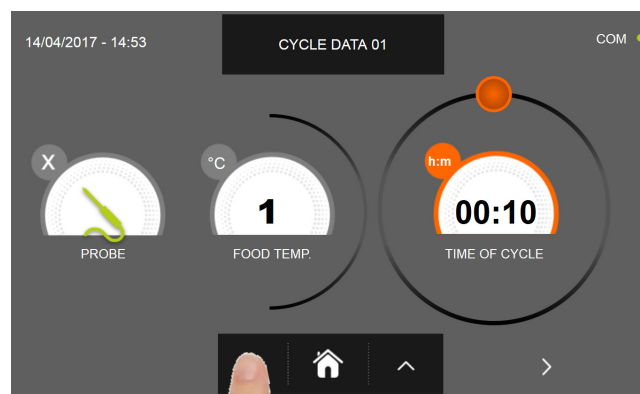 14/04/2017 - 14:53
CYCLE DATA 01
COM
X
°C
h:m
1
00:10
PROBE
FOOD TEMP.
TIME OF CYCLE